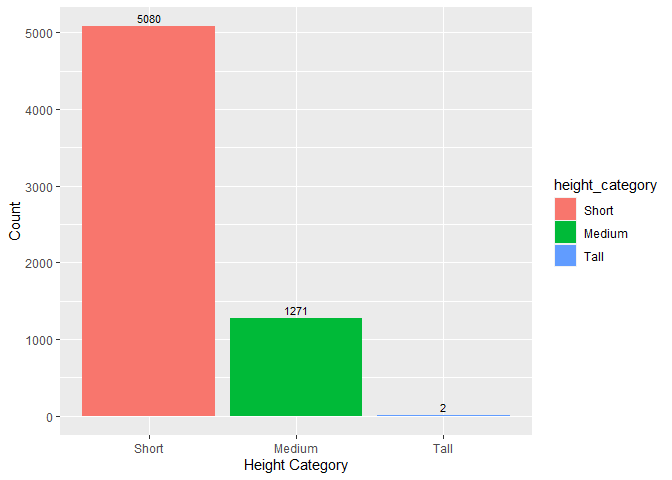 5080
5000
4000
3000
2000
1000
0
1271
2
Count
Short
Medium
Tall
Height Category
height_category
Short
Medium
Tall